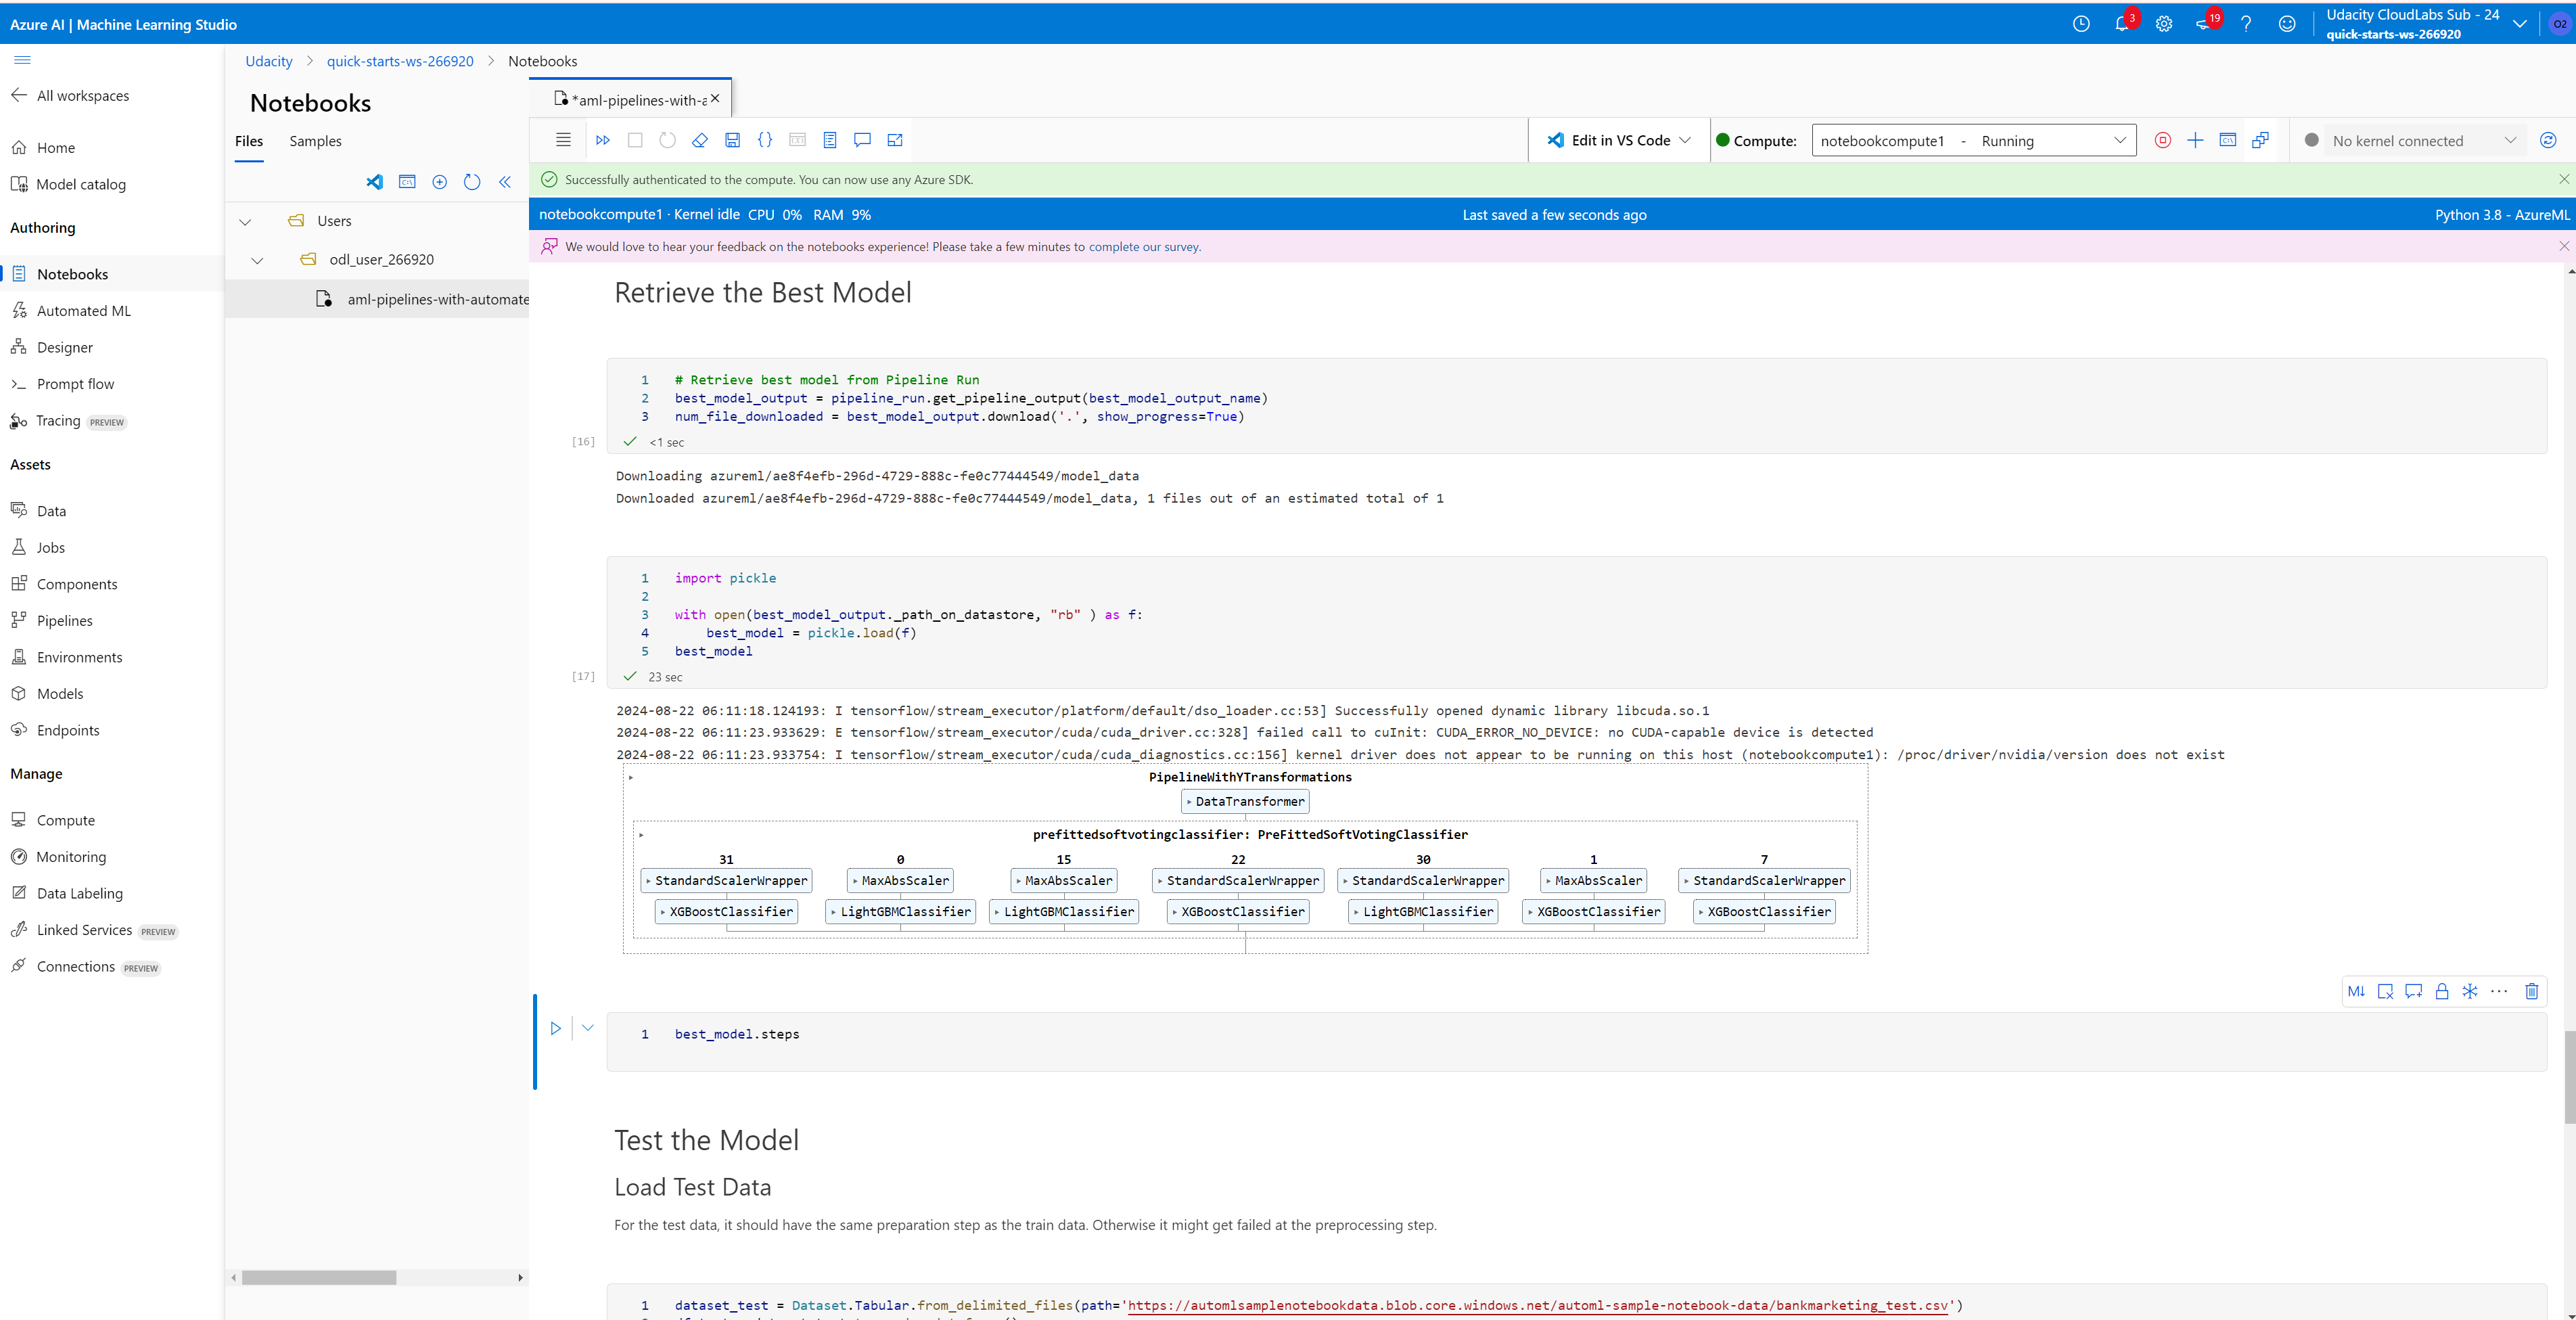 Azure AI | Machine Learning Studio
3
19
Udacity CloudLabs Sub - 24
quick-starts-ws-266920
O2
All workspaces
Home
Model catalog
Authoring
Notebooks
Automated ML
Designer
Prompt flow
Tracing PREVIEW
Assets
Data
Jobs
Components
Pipelines
Environments
Models
Endpoints
Manage
Compute
Monitoring
Data Labeling
Linked Services PREVIEW
Connections PREVIEW
Udacity > quick-starts-ws-266920 > Notebooks
Notebooks
Files Samples
Users
odl_user_266920
aml-pipelines-with-automate
*aml-pipelines-with-a
Edit in VS Code
Compute: notebookcompute1 - Running
No kernel connected
Successfully authenticated to the compute. You can now use any Azure SDK.
notebookcompute1 · Kernel idle CPU 0% RAM 9%
Last saved a few seconds ago
Python 3.8 - AzureML
We would love to hear your feedback on the notebooks experience! Please take a few minutes to complete our survey.
Retrieve the Best Model
1 # Retrieve best model from Pipeline Run
2 best_model_output = pipeline_run.get_pipeline_output(best_model_output_name)
3 num_file_downloaded = best_model_output.download('.', show_progress=True)
[16] <1 sec
Downloading azureml/ae8f4efb-296d-4729-888c-fe0c77444549/model_data
Downloaded azureml/ae8f4efb-296d-4729-888c-fe0c77444549/model_data, 1 files out of an estimated total of 1
1 import pickle
2
3 with open(best_model_output._path_on_datastore, "rb" ) as f:
4 best_model = pickle.load(f)
5 best_model
[17] 23 sec
2024-08-22 06:11:18.124193: I tensorflow/stream_executor/platform/default/dso_loader.cc:53] Successfully opened dynamic library libcuda.so.1
2024-08-22 06:11:23.933629: E tensorflow/stream_executor/cuda/cuda_driver.cc:328] failed call to cuInit: CUDA_ERROR_NO_DEVICE: no CUDA-capable device is detected
2024-08-22 06:11:23.933754: I tensorflow/stream_executor/cuda/cuda_diagnostics.cc:156] kernel driver does not appear to be running on this host (notebookcompute1): /proc/driver/nvidia/version does not exist
PipelineWithYTransformations
DataTransformer
prefittedsoftvotingclassifier: PreFittedSoftVotingClassifier
31 0 15 22 30 1 7
StandardScalerWrapper MaxAbsScaler MaxAbsScaler StandardScalerWrapper StandardScalerWrapper MaxAbsScaler StandardScalerWrapper
XGBoostClassifier LightGBMClassifier LightGBMClassifier XGBoostClassifier LightGBMClassifier XGBoostClassifier XGBoostClassifier
M↓
1 best_model.steps
Test the Model
Load Test Data
For the test data, it should have the same preparation step as the train data. Otherwise it might get failed at the preprocessing step.
1 dataset_test = Dataset.Tabular.from_delimited_files(path='https://automlsamplenotebookdata.blob.core.windows.net/automl-sample-notebook-data/bankmarketing_test.csv')